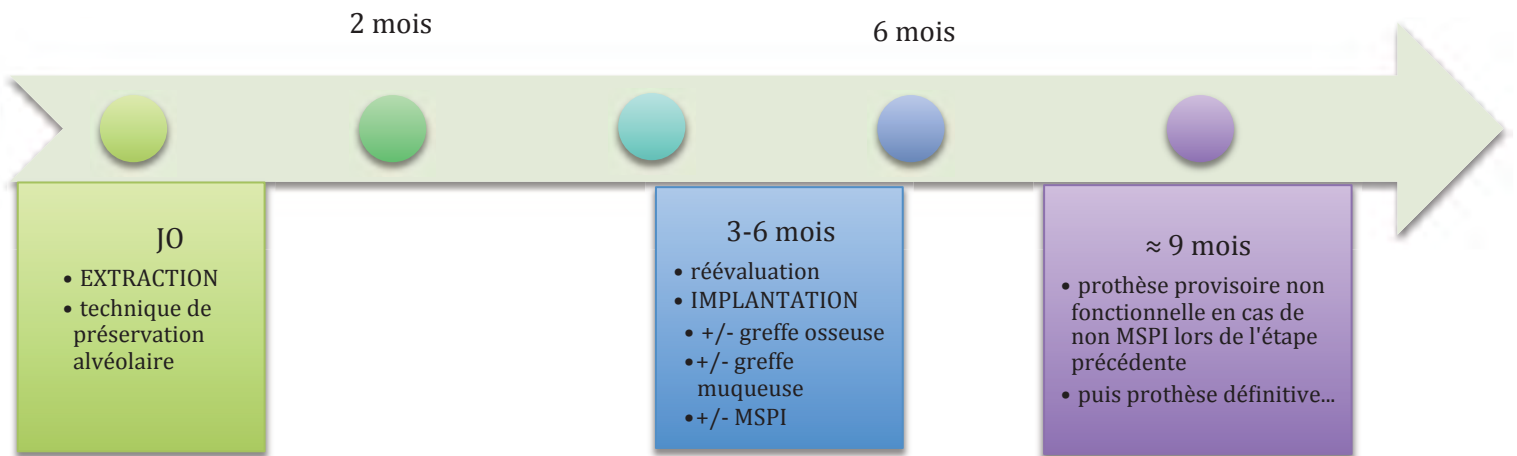 2 mois
6 mois
JO
• EXTRACTION
• technique de
préservation
alvéolaire
3-6 mois
• réévaluation
• IMPLANTATION
• +/- greffe osseuse
•+/- greffe
muqueuse
•+/- MSPI
≈ 9 mois
• prothèse provisoire non
fonctionnelle en cas de
non MSPI lors de l'étape
précédente
• puis prothèse définitive...